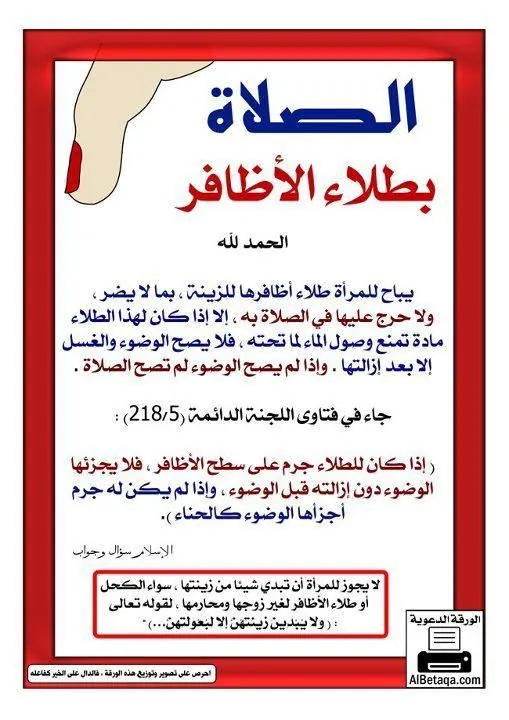 الصلاة
بطلاء الأظافر
الحمد لله
يباح للمرأة طلاء أظافرها للزينة ، بما لا يضر ،
ولا حرج عليها في الصلاة به ، إلا إذا كان لهذا الطلاء
مادة تمنع وصول الماء لما تحته ، فلا يصح الوضوء والغسل
إلا بعد إزالتها . وإذا لم يصح الوضوء لم تصح الصلاة .
جاء في فتاوى اللجنة الدائمة (218/5) :
( إذا كان للطلاء جرم على سطح الأظافر ، فلا يجزئها
الوضوء دون إزالته قبل الوضوء ، وإذا لم يكن له جرم
أجزأها الوضوء كالحناء ).
الإسلام سؤال وجواب
لا يجوز للمرأة أن تبدي شيئا من زينتها ، سواء الكحل
أو طلاء الأظافر لغير زوجها ومحارمها ، لقوله تعالى
: ( ولا يبدين زينتهن إلا لبعولتهن...)"
الورقة الدعوية
AlBetaqa.com
احرص على تصوير وتوزيع هذه الورقة ، فالدال على الخير كفاعله